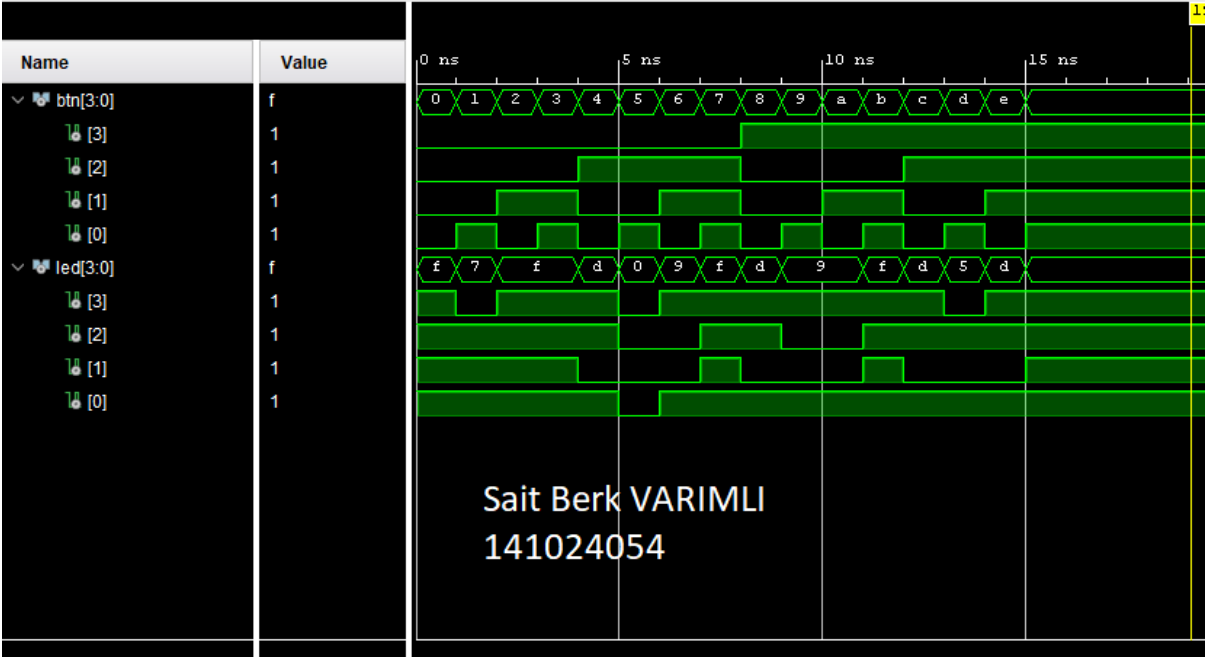 19
Name Value 0 ns 5 ns 10 ns 15 ns
btn[3:0] f 0 1 2 3 4 5 6 7 8 9 a b c d e
[3] 1
[2] 1
[1] 1
[0] 1
led[3:0] f f 7 f d 0 9 f d 9 f d 5 d
[3] 1
[2] 1
[1] 1
[0] 1
Sait Berk VARIMLI
141024054